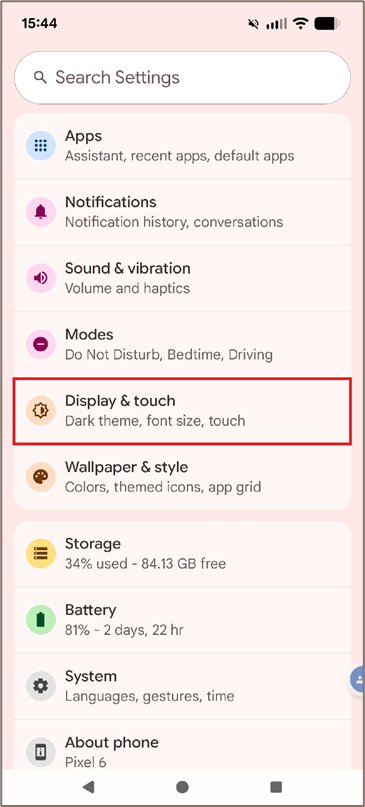 15:44
Search Settings
Apps
Assistant, recent apps, default apps
Notifications
Notification history, conversations
Sound & vibration
Volume and haptics
Modes
Do Not Disturb, Bedtime, Driving
Display & touch
Dark theme, font size, touch
Wallpaper & style
Colors, themed icons, app grid
Storage
34% used - 84.13 GB free
Battery
81% - 2 days, 22 hr
System
Languages, gestures, time
About phone
Pixel 6